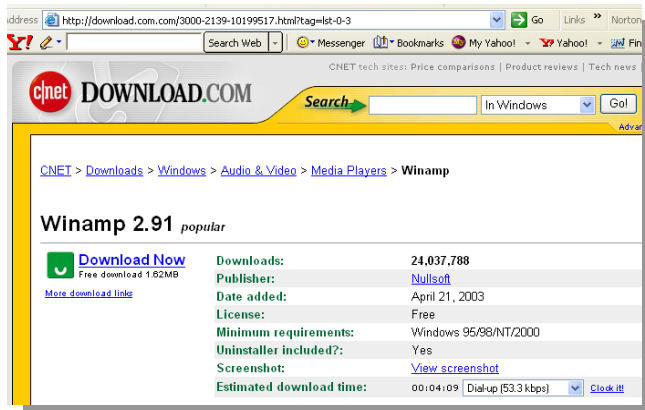 ddress http://download.com.com/3000-2139-10199517.html?tag=lst-0-3 Go Links » Norton
Y! Search Web Messenger Bookmarks My Yahoo! Y? Yahoo! Fin
CNET tech sites: Price comparisons | Product reviews | Tech news |
c|net DOWNLOAD.COM Search In Windows Go!
Advar
CNET > Downloads > Windows > Audio & Video > Media Players > Winamp
Winamp 2.91 popular
Download Now
Free download 1.62MB
More download links
Downloads: 24,037,788
Publisher: Nullsoft
Date added: April 21, 2003
License: Free
Minimum requirements: Windows 95/98/NT/2000
Uninstaller included?: Yes
Screenshot: View screenshot
Estimated download time: 00:04:09 Dial-up (53.3 kbps) Clock it!